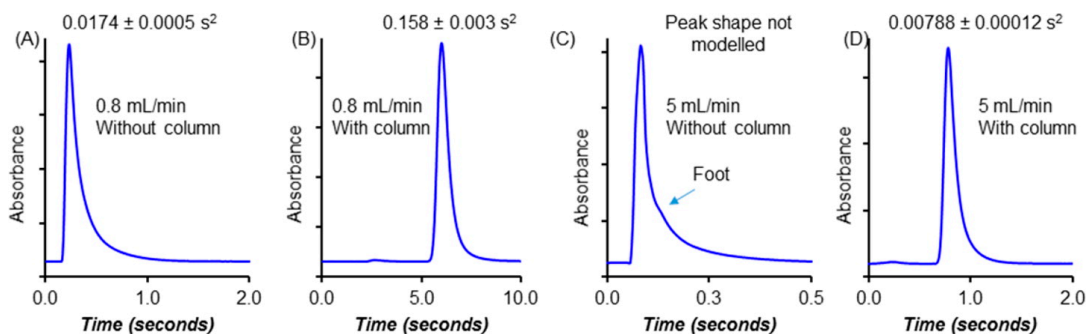 0.0174 ± 0.0005 s²
(A)
0.8 mL/min
Without column
Absorbance
0.0
1.0
2.0
Time (seconds)
0.158 ± 0.003 s²
(B)
0.8 mL/min
With column
Absorbance
0.0
5.0
10.0
Time (seconds)
Peak shape not
modelled
(C)
5 mL/min
Without column
Foot
Absorbance
0.0
0.3
0.5
Time (seconds)
0.00788 ± 0.00012 s²
(D)
5 mL/min
With column
Absorbance
0.0
1.0
2.0
Time (seconds)